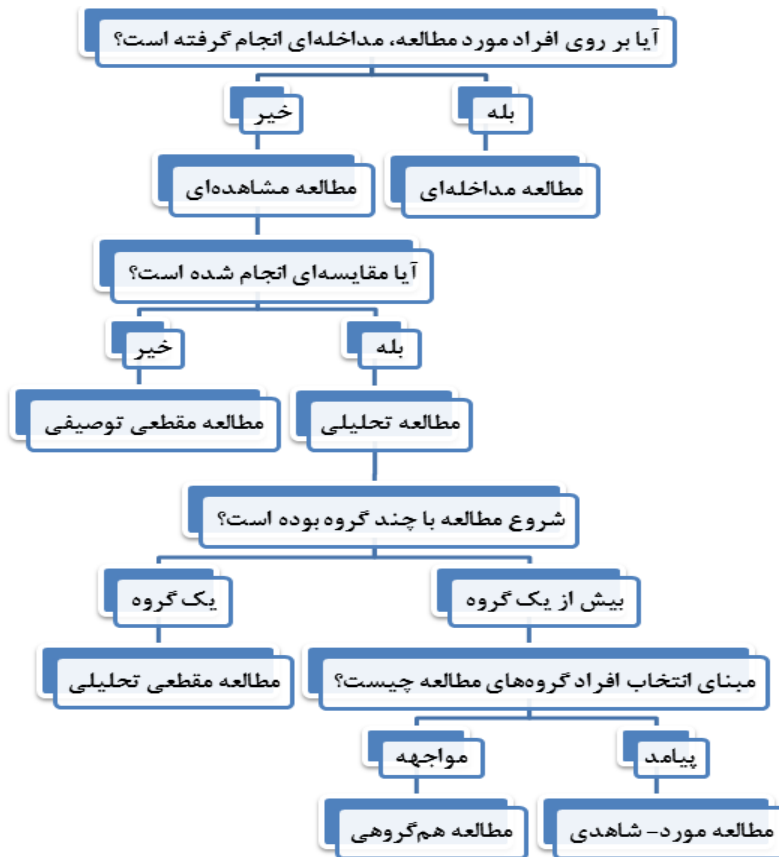 آیا بر روی افراد مورد مطالعه، مداخله‌ای انجام گرفته است؟
بله
خیر
مطالعه مداخله‌ای
مطالعه مشاهده‌ای
آیا مقایسه‌ای انجام شده است؟
بله
خیر
مطالعه تحلیلی
مطالعه مقطعی توصیفی
شروع مطالعه با چند گروه بوده است؟
بیش از یک گروه
یک گروه
مبنای انتخاب افراد گروه‌های مطالعه چیست؟
مطالعه مقطعی تحلیلی
پیامد
مواجهه
مطالعه مورد- شاهدی
مطالعه هم‌گروهی